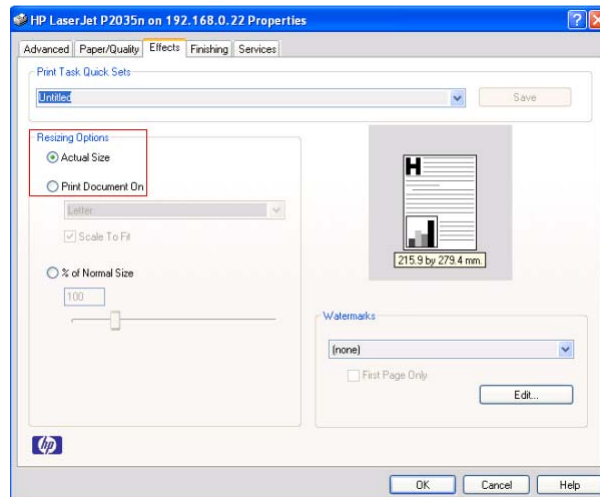 HP LaserJet P2035n on 192.168.0.22 Properties
Advanced Paper/Quality Effects Finishing Services
Print Task Quick Sets
Untitled
Save
Resizing Options
Actual Size
Print Document On
Letter
Scale To Fit
% of Normal Size
100
H
215.9 by 279.4 mm.
Watermarks
(none)
First Page Only
Edit...
hp
OK Cancel Help